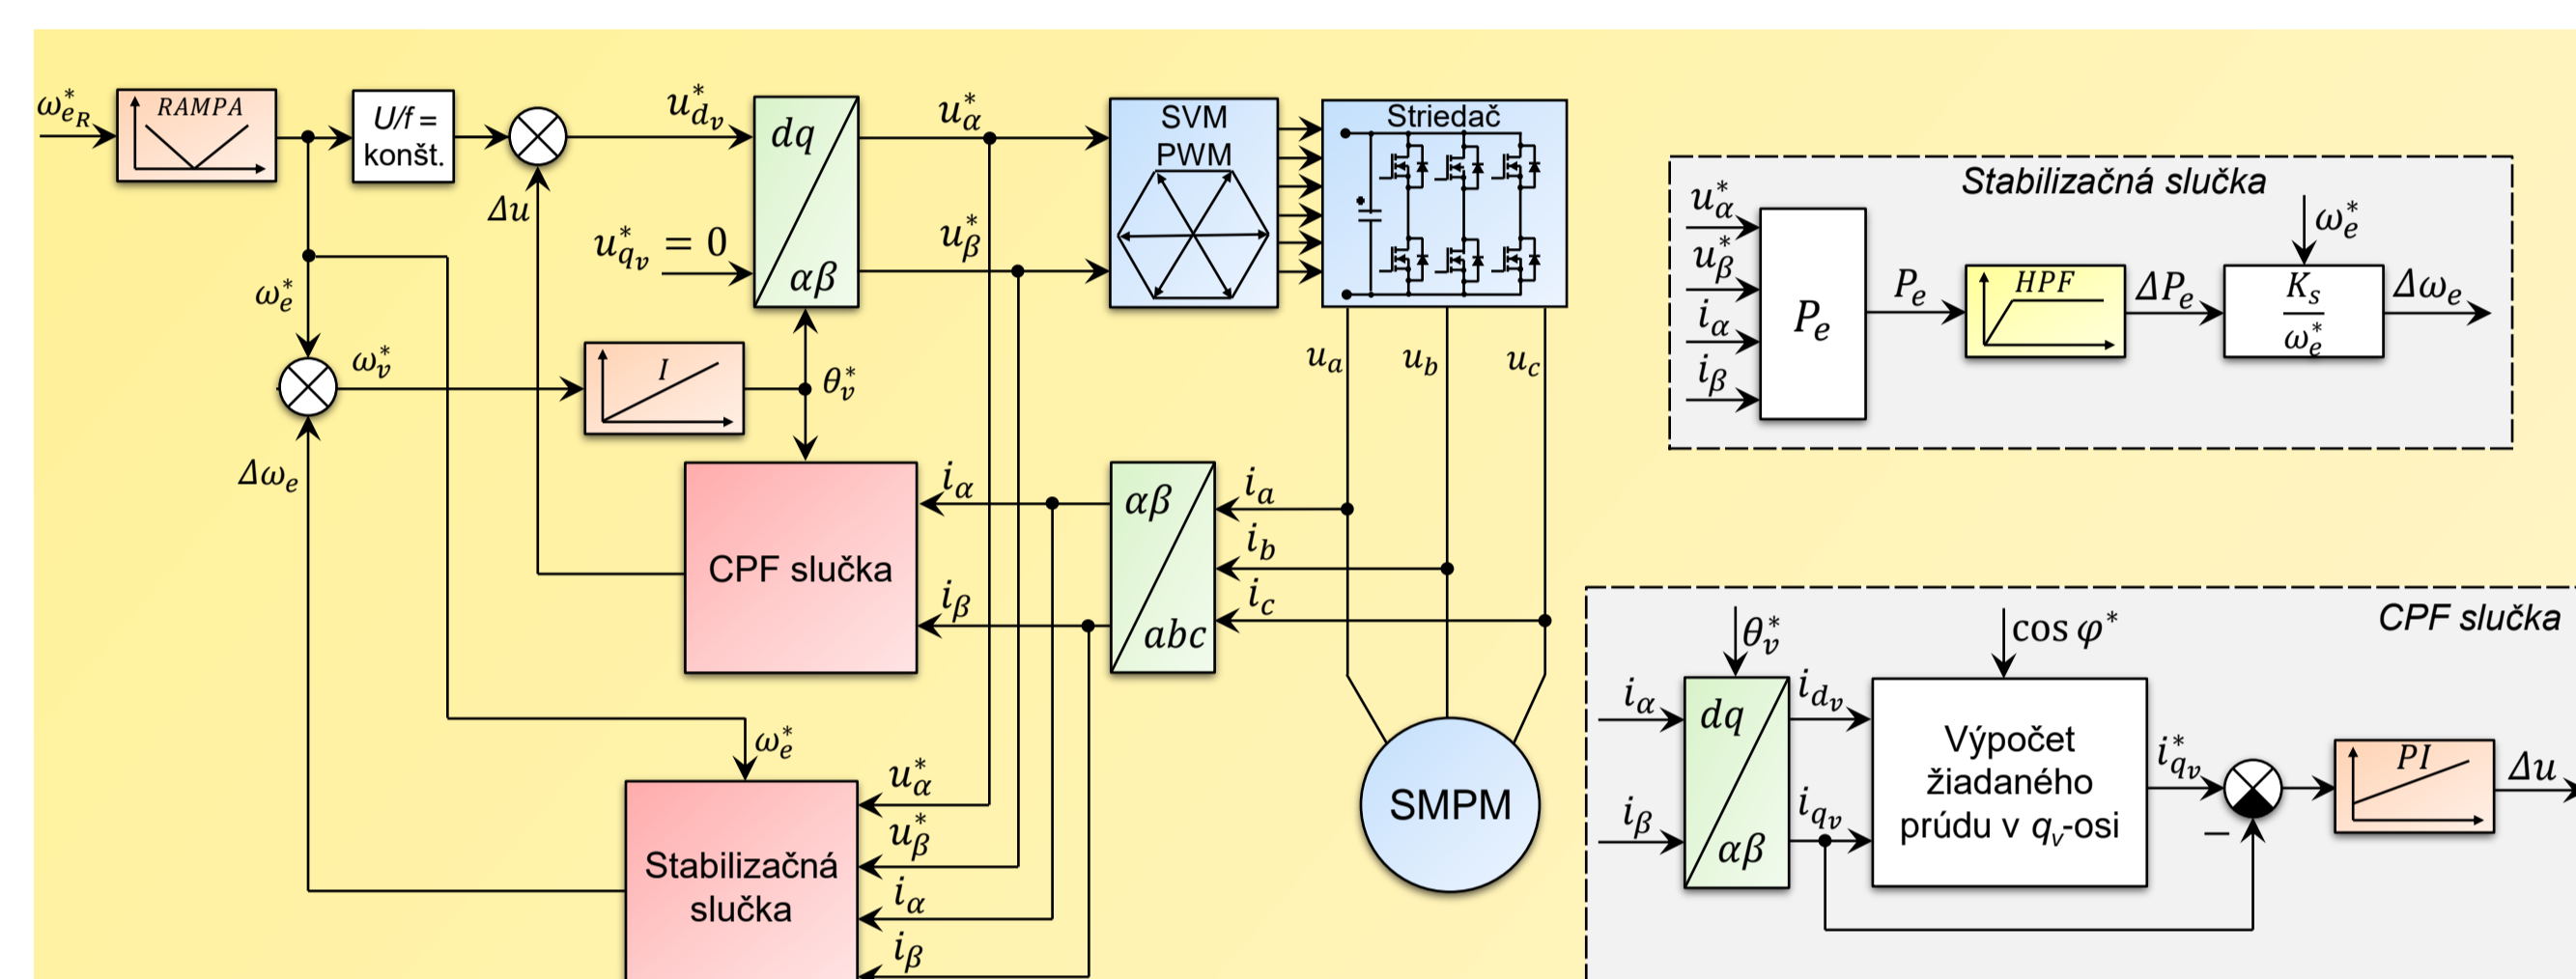 ω*eR
RAMPA
U/f =
konšt.
Δu
u*dv
u*qv = 0
dq
αβ
u*α
u*β
SVM
PWM
Striedač
ω*e
ω*v
I
θ*v
Δωe
CPF slučka
iα
iβ
αβ
abc
ia
ib
ic
ua
ub
uc
SMPM
ω*e
Stabilizačná
slučka
u*α
u*β
iα
iβ
Stabilizačná slučka
u*α
u*β
iα
iβ
Pe
Pe
HPF
ΔPe
ω*e
Ks
ω*e
Δωe
CPF slučka
θ*v
cos φ*
iα
iβ
dq
αβ
idv
iqv
Výpočet
žiadaného
prúdu v qv-osi
i*qv
−
PI
Δu